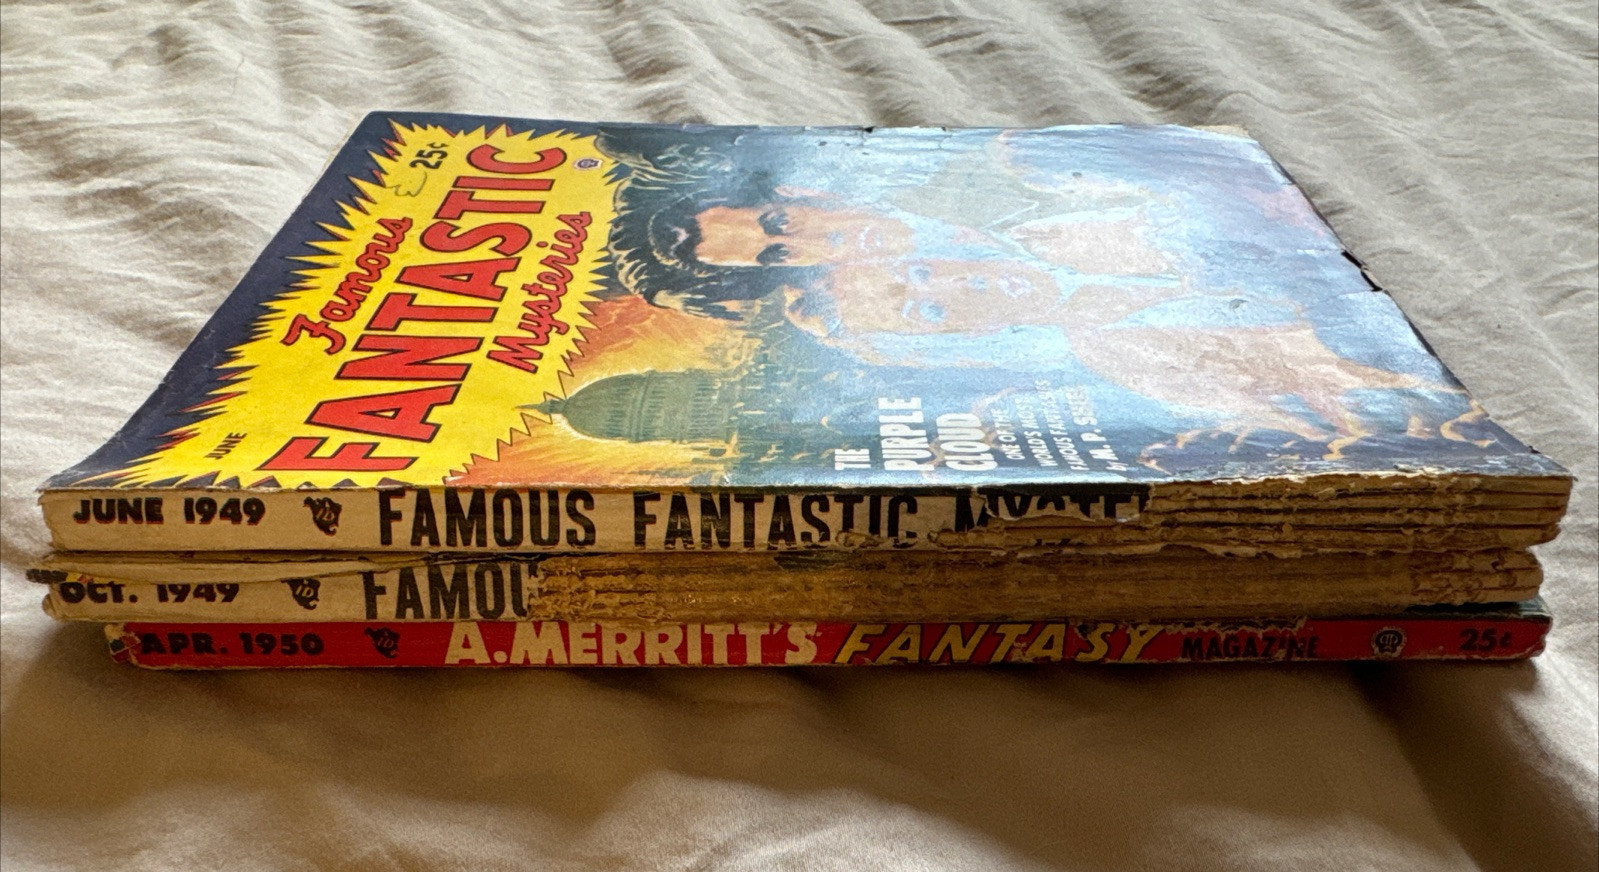 25¢
Famous
FANTASTIC
Mysteries
JUNE
THE
PURPLE
CLOUD
ONE OF THE
WORLD'S MOST
FAMOUS FANTASIES
by M. P. SHIEL
JUNE 1949 FAMOUS FANTASTIC
OCT. 1949 FAMOU
APR. 1950 A. MERRITT'S FANTASY MAGAZINE 25¢